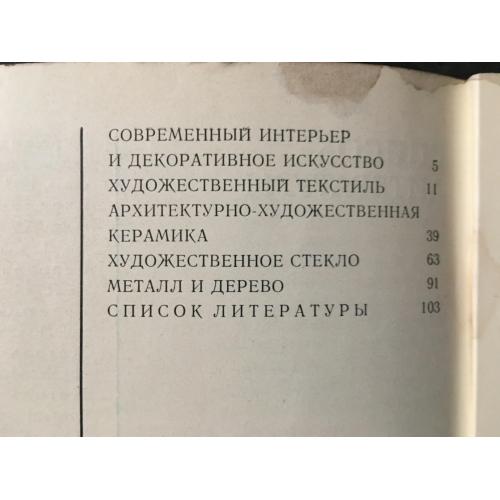 СОВРЕМЕННЫЙ ИНТЕРЬЕР
И ДЕКОРАТИВНОЕ ИСКУССТВО 5
ХУДОЖЕСТВЕННЫЙ ТЕКСТИЛЬ 11
АРХИТЕКТУРНО-ХУДОЖЕСТВЕННАЯ
КЕРАМИКА 39
ХУДОЖЕСТВЕННОЕ СТЕКЛО 63
МЕТАЛЛ И ДЕРЕВО 91
СПИСОК ЛИТЕРАТУРЫ 103